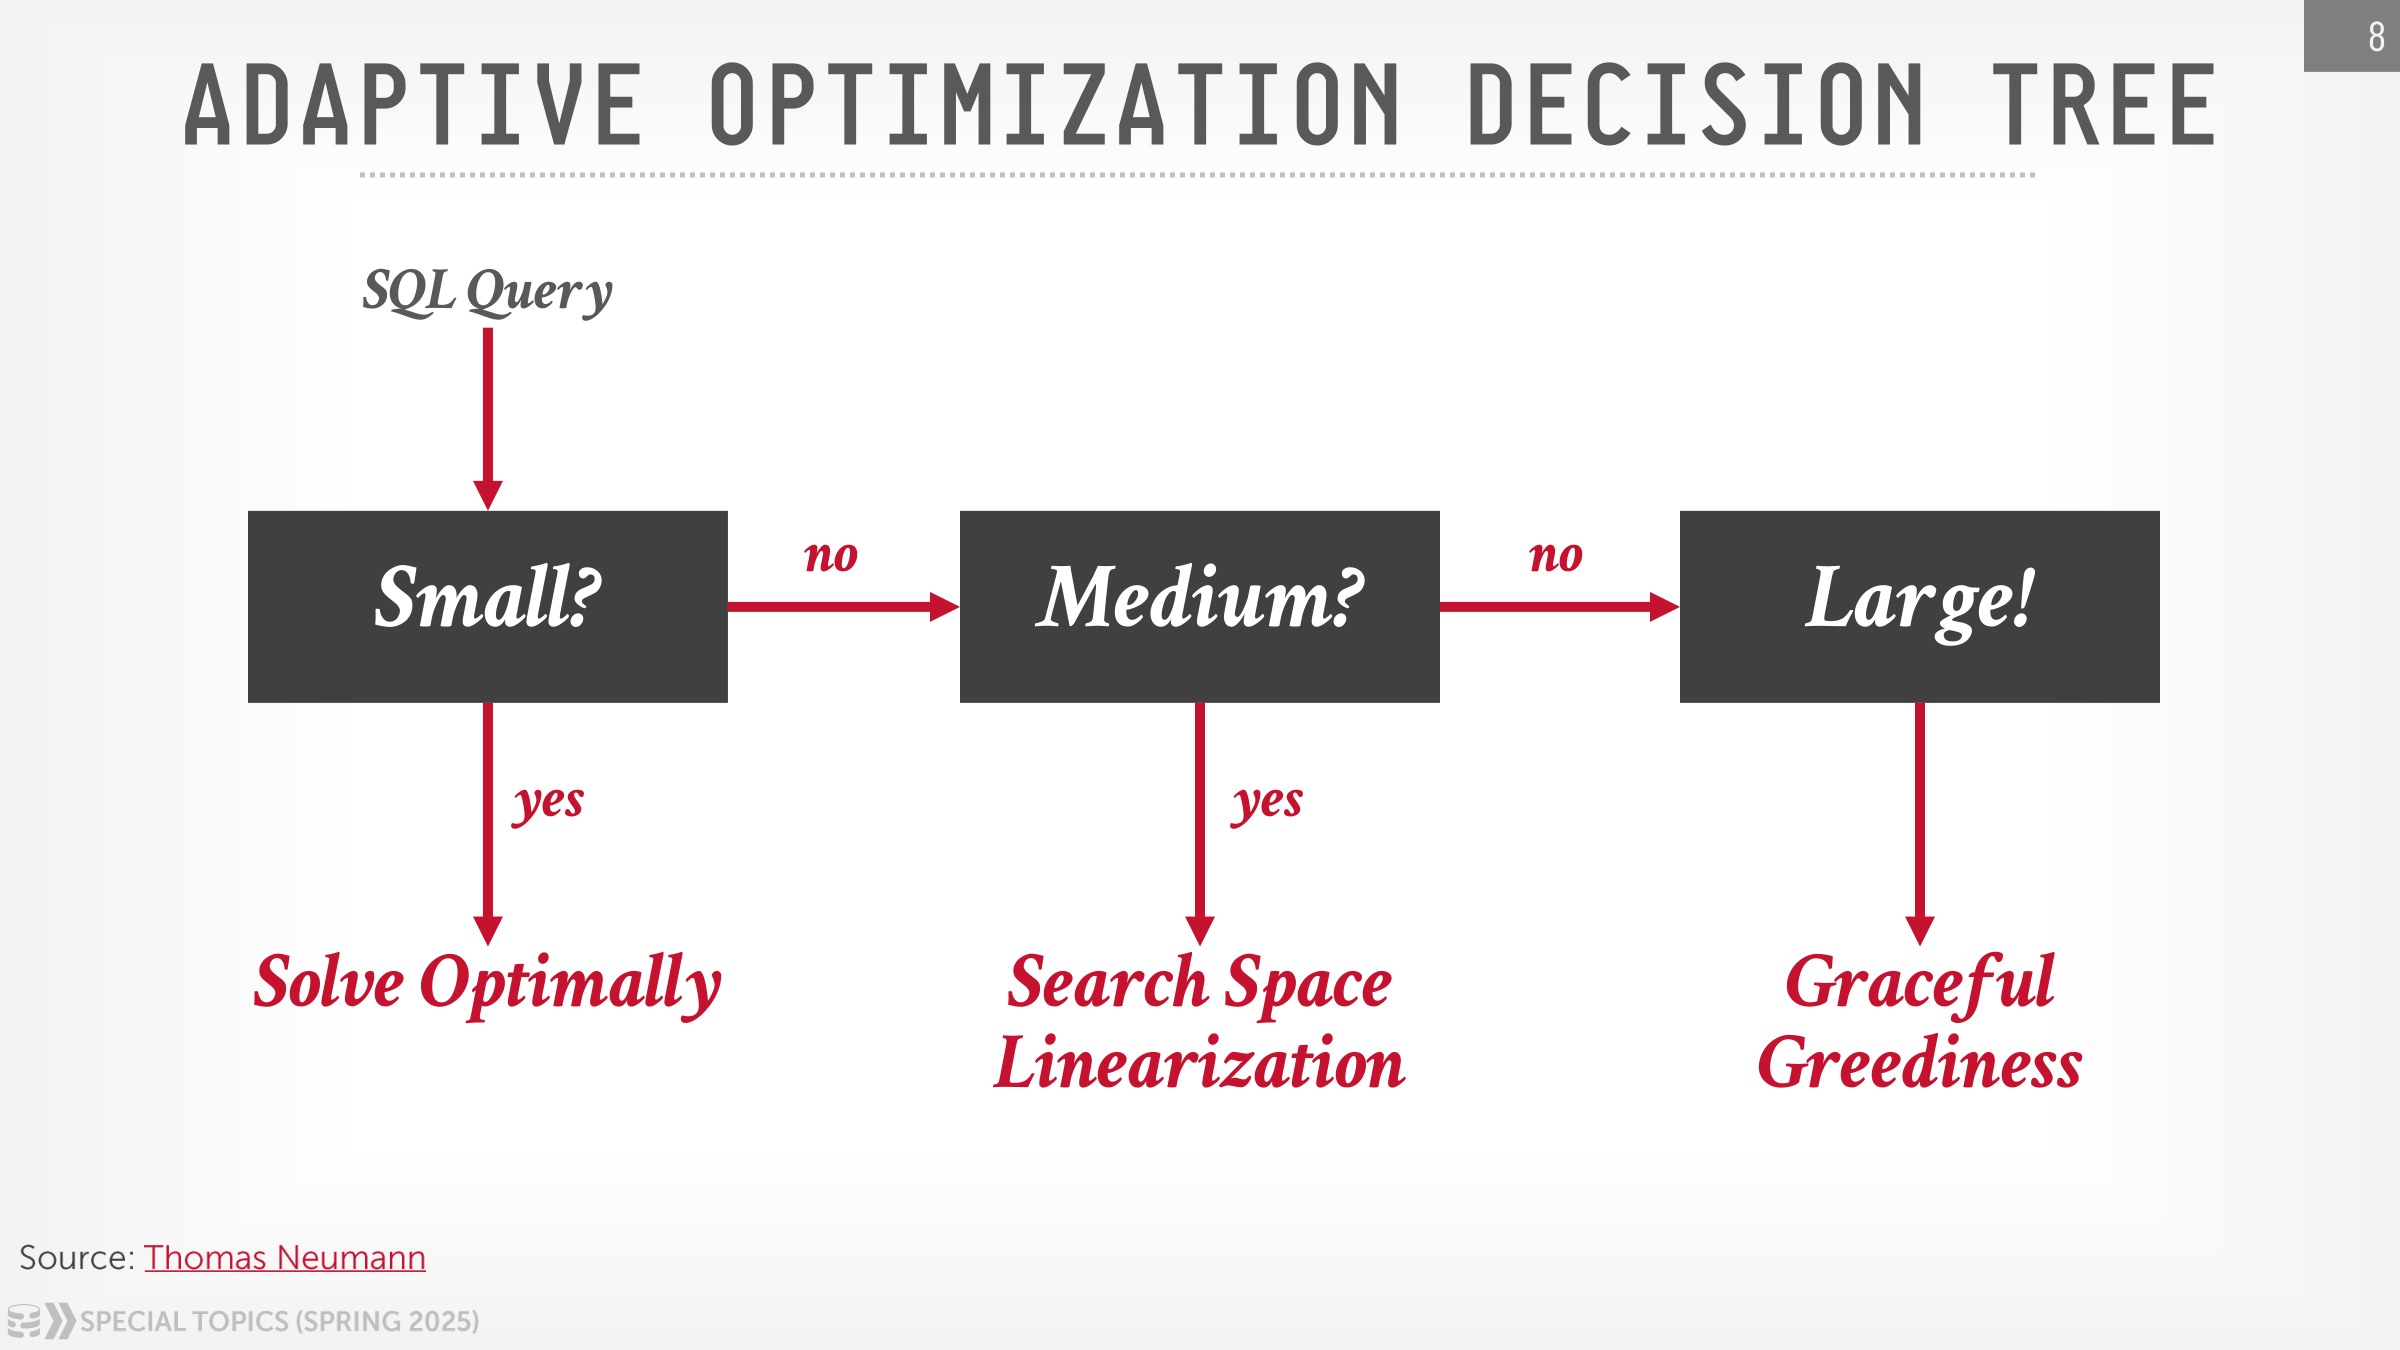 8
ADAPTIVE OPTIMIZATION DECISION TREE
SQL Query
Small?
no
Medium?
no
Large!
yes
yes
Solve Optimally
Search Space
Linearization
Graceful
Greediness
Source: Thomas Neumann
SPECIAL TOPICS (SPRING 2025)